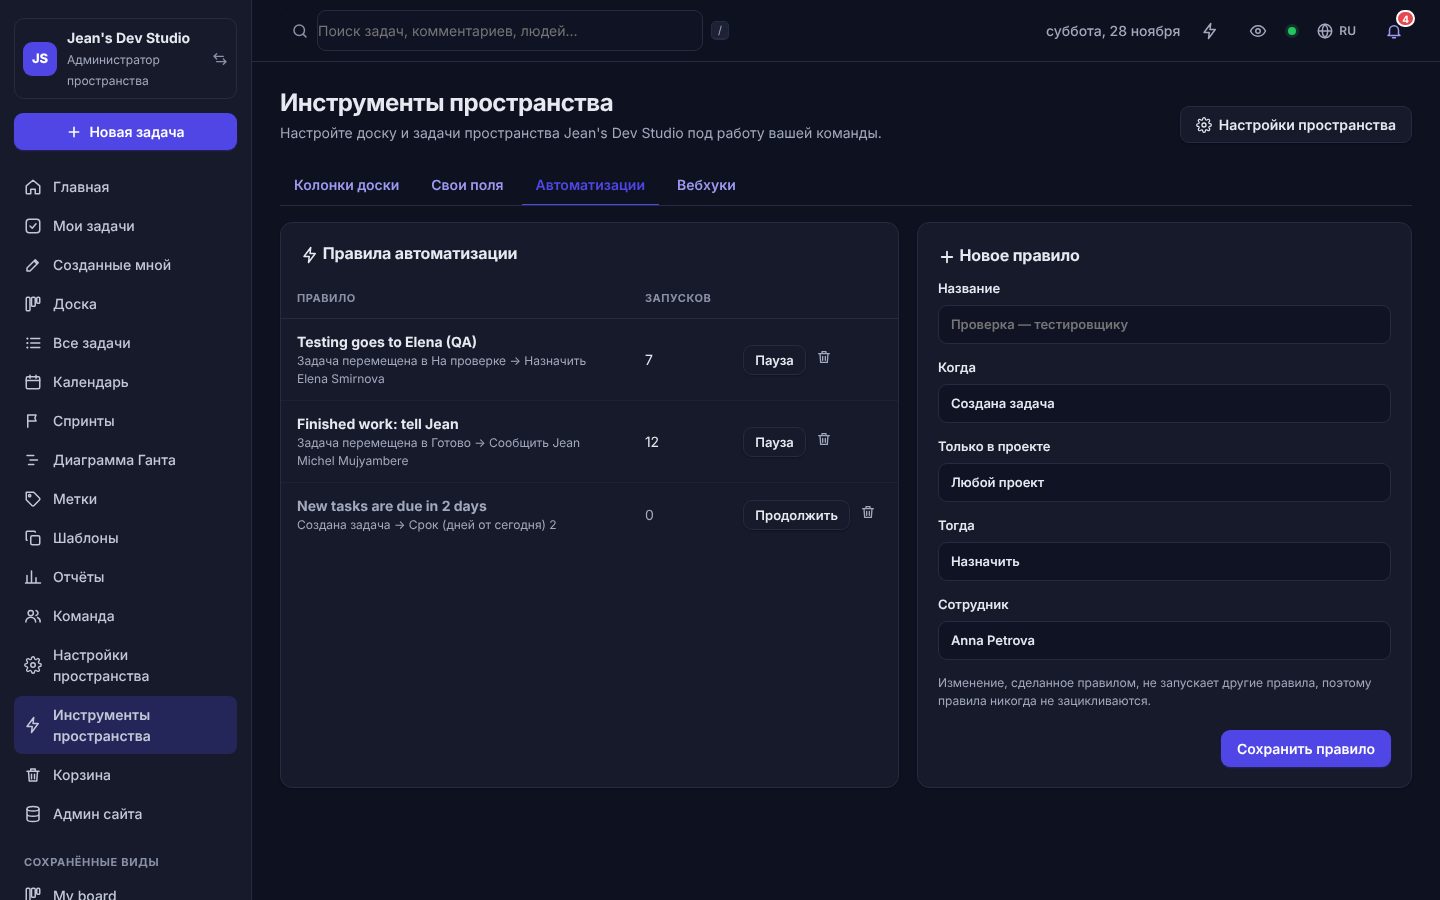 JS
Jean's Dev Studio
Администратор
пространства
Новая задача
Главная
Мои задачи
Созданные мной
Доска
Все задачи
Календарь
Спринты
Диаграмма Ганта
Метки
Шаблоны
Отчёты
Команда
Настройки
пространства
Инструменты
пространства
Корзина
Админ сайта
СОХРАНЁННЫЕ ВИДЫ
My board
Поиск задач, комментариев, людей...
/
суббота, 28 ноября
RU
4
Инструменты пространства
Настройте доску и задачи пространства Jean's Dev Studio под работу вашей команды.
Настройки пространства
Колонки доски
Свои поля
Автоматизации
Вебхуки
Правила автоматизации
ПРАВИЛО
ЗАПУСКОВ
Testing goes to Elena (QA)
Задача перемещена в На проверке → Назначить
Elena Smirnova
7
Пауза
Finished work: tell Jean
Задача перемещена в Готово → Сообщить Jean
Michel Mujyambere
12
Пауза
New tasks are due in 2 days
Создана задача → Срок (дней от сегодня) 2
0
Продолжить
Новое правило
Название
Проверка — тестировщику
Когда
Создана задача
Только в проекте
Любой проект
Тогда
Назначить
Сотрудник
Anna Petrova
Изменение, сделанное правилом, не запускает другие правила, поэтому
правила никогда не зацикливаются.
Сохранить правило